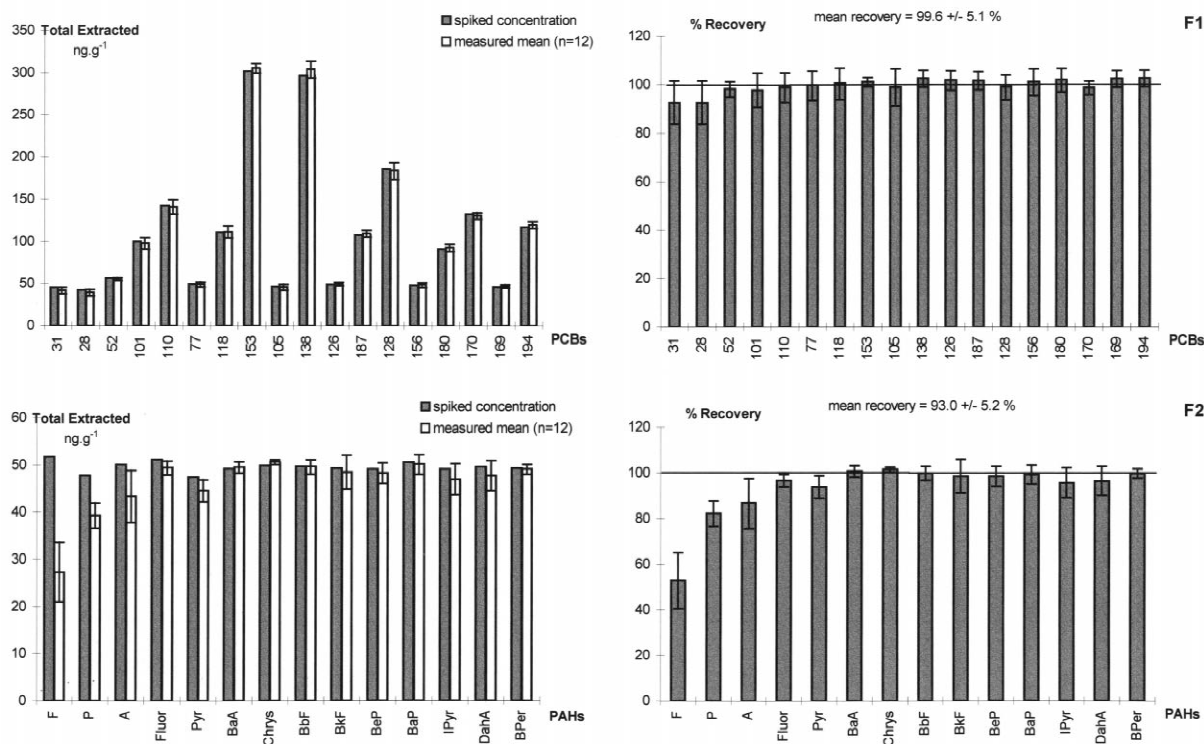 Total Extracted
ng.g-1
spiked concentration
measured mean (n=12)
350
300
250
200
150
100
50
0
31 28 52 101 110 77 118 153 105 138 126 187 128 156 180 170 169 194
PCBs
% Recovery
mean recovery = 99.6 +/- 5.1 %
F1
120
100
80
60
40
20
0
31 28 52 101 110 77 118 153 105 138 126 187 128 156 180 170 169 194
PCBs
Total Extracted
ng.g-1
spiked concentration
measured mean (n=12)
60
50
40
30
20
10
0
F P A Fluor Pyr BaA Chrys BbF BkF BeP BaP IPyr DahA BPer
PAHs
% Recovery
mean recovery = 93.0 +/- 5.2 %
F2
120
100
80
60
40
20
0
F P A Fluor Pyr BaA Chrys BbF BkF BeP BaP IPyr DahA BPer
PAHs